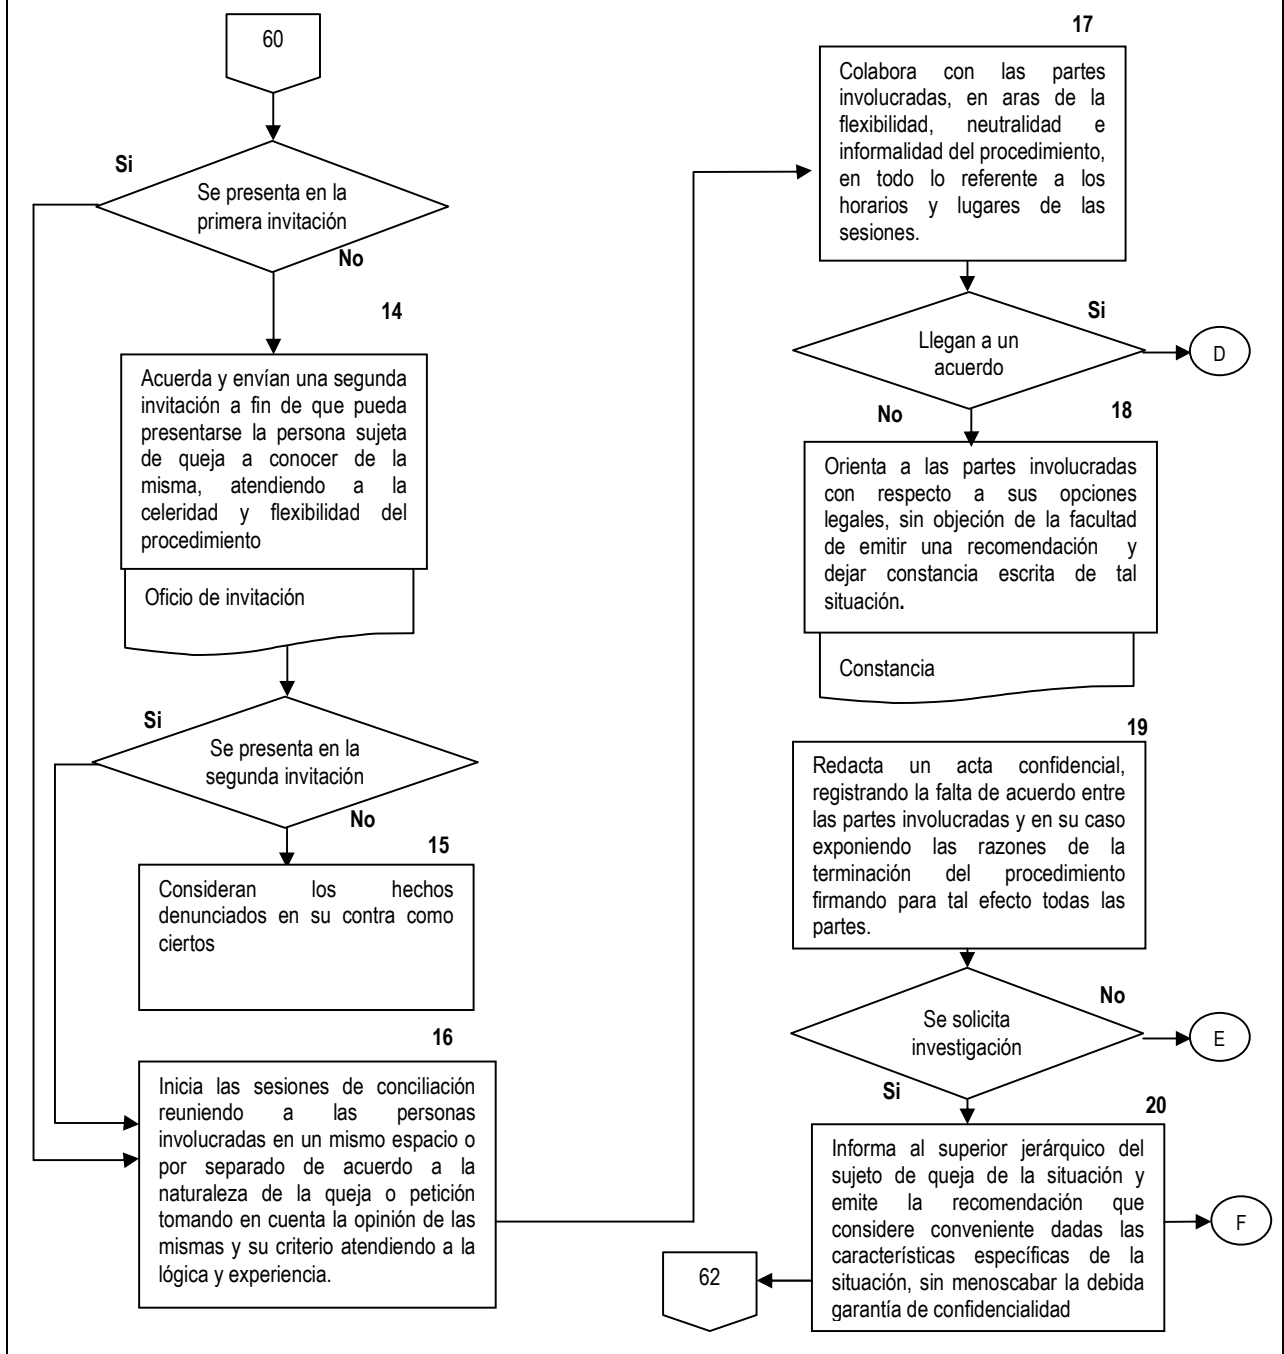 60
Si
Se presenta en la
primera invitación
No
14
Acuerda y envían una segunda
invitación a fin de que pueda
presentarse la persona sujeta
de queja a conocer de la
misma, atendiendo a la
celeridad y flexibilidad del
procedimiento
Oficio de invitación
Si
Se presenta en la
segunda invitación
No
15
Consideran los hechos
denunciados en su contra como
ciertos
16
Inicia las sesiones de conciliación
reuniendo a las personas
involucradas en un mismo espacio o
por separado de acuerdo a la
naturaleza de la queja o petición
tomando en cuenta la opinión de las
mismas y su criterio atendiendo a la
lógica y experiencia.
17
Colabora con las partes
involucradas, en aras de la
flexibilidad, neutralidad e
informalidad del procedimiento,
en todo lo referente a los
horarios y lugares de las
sesiones.
Si
Llegan a un
acuerdo
D
No
18
Orienta a las partes involucradas
con respecto a sus opciones
legales, sin objeción de la facultad
de emitir una recomendación y
dejar constancia escrita de tal
situación.
Constancia
19
Redacta un acta confidencial,
registrando la falta de acuerdo entre
las partes involucradas y en su caso
exponiendo las razones de la
terminación del procedimiento
firmando para tal efecto todas las
partes.
No
Se solicita
investigación
E
Si
20
Informa al superior jerárquico del
sujeto de queja de la situación y
emite la recomendación que
considere conveniente dadas las
características específicas de la
situación, sin menoscabar la debida
garantía de confidencialidad
F
62